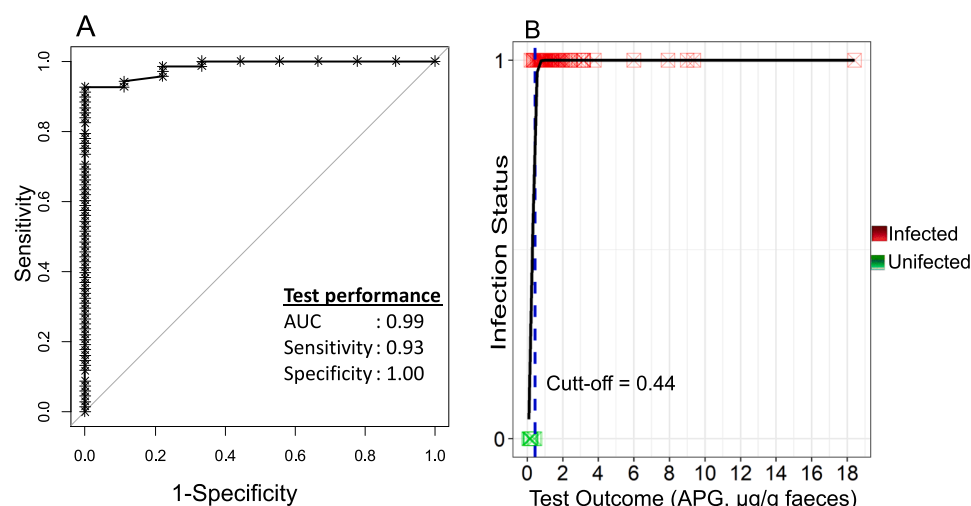 A
Sensitivity
1.0
0.8
0.6
0.4
0.2
0.0
Test performance
AUC : 0.99
Sensitivity : 0.93
Specificity : 1.00
0.0 0.2 0.4 0.6 0.8 1.0
1-Specificity
B
Infection Status
1
0
Cutt-off = 0.44
0 2 4 6 8 10 12 14 16 18
Test Outcome (APG, µg/g faeces)
Infected
Unifected